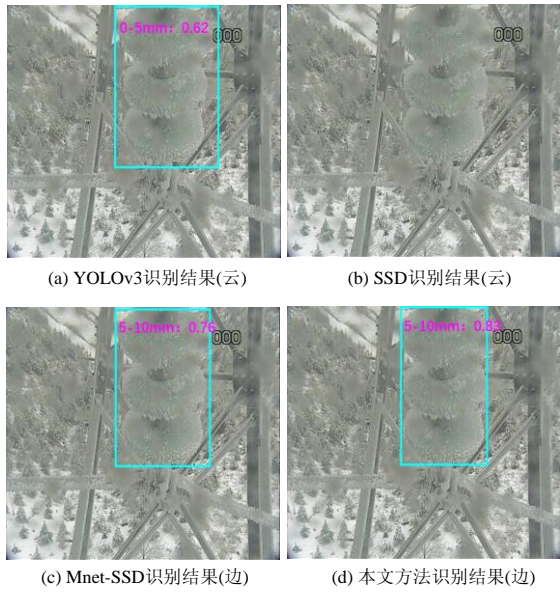 0-5mm: 0.62
000
000
(a) YOLOv3识别结果(云)
(b) SSD识别结果(云)
5-10mm: 0.76
000
5-10mm: 0.83
000
(c) Mnet-SSD识别结果(边)
(d) 本文方法识别结果(边)